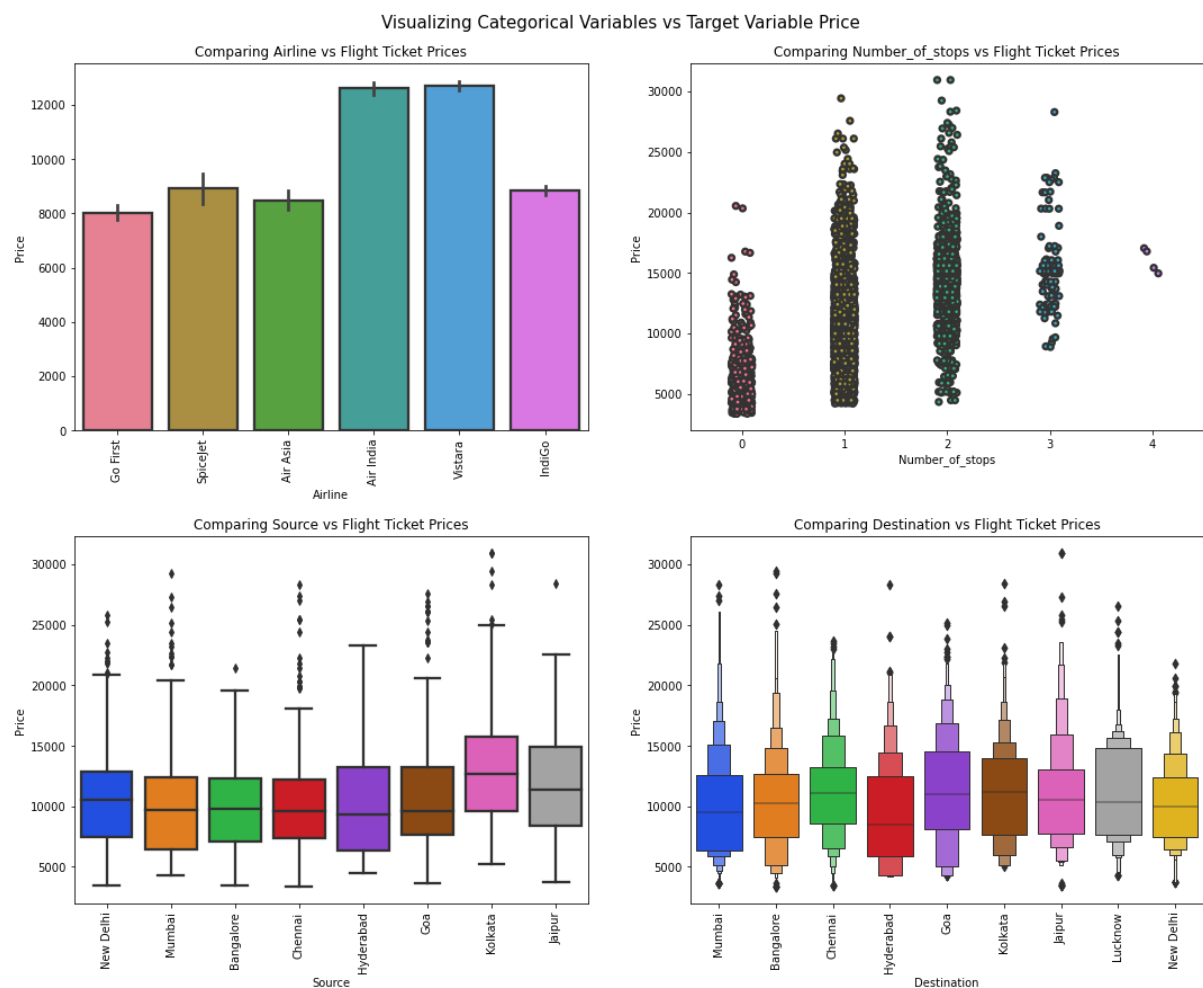 Visualizing Categorical Variables vs Target Variable Price
Comparing Airline vs Flight Ticket Prices
Price
12000
10000
8000
6000
4000
2000
0
Go First
SpiceJet
Air Asia
Air India
Vistara
IndiGo
Airline
Comparing Number_of_stops vs Flight Ticket Prices
Price
30000
25000
20000
15000
10000
5000
0
1
2
3
4
Number_of_stops
Comparing Source vs Flight Ticket Prices
Price
30000
25000
20000
15000
10000
5000
New Delhi
Mumbai
Bangalore
Chennai
Hyderabad
Goa
Kolkata
Jaipur
Source
Comparing Destination vs Flight Ticket Prices
Price
30000
25000
20000
15000
10000
5000
Mumbai
Bangalore
Chennai
Hyderabad
Goa
Kolkata
Jaipur
Lucknow
New Delhi
Destination